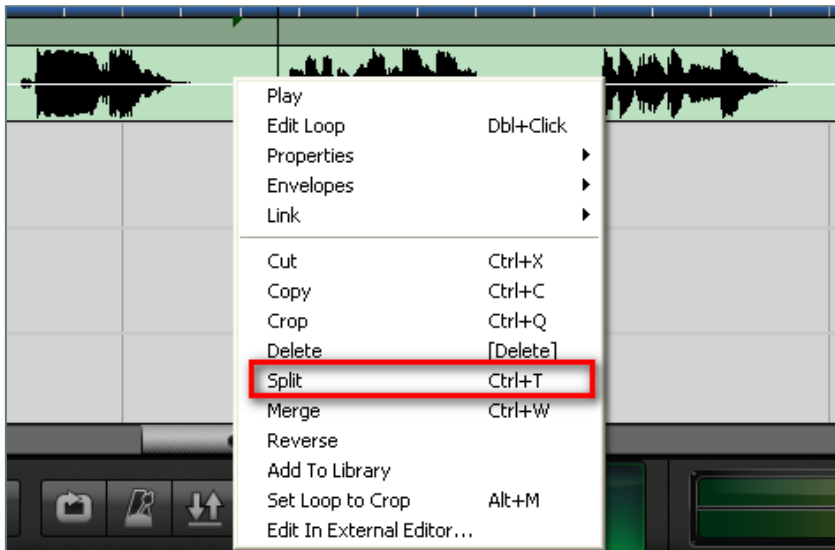 Play
Edit Loop Dbl+Click
Properties
Envelopes
Link
Cut Ctrl+X
Copy Ctrl+C
Crop Ctrl+Q
Delete [Delete]
Split Ctrl+T
Merge Ctrl+W
Reverse
Add To Library
Set Loop to Crop Alt+M
Edit In External Editor...